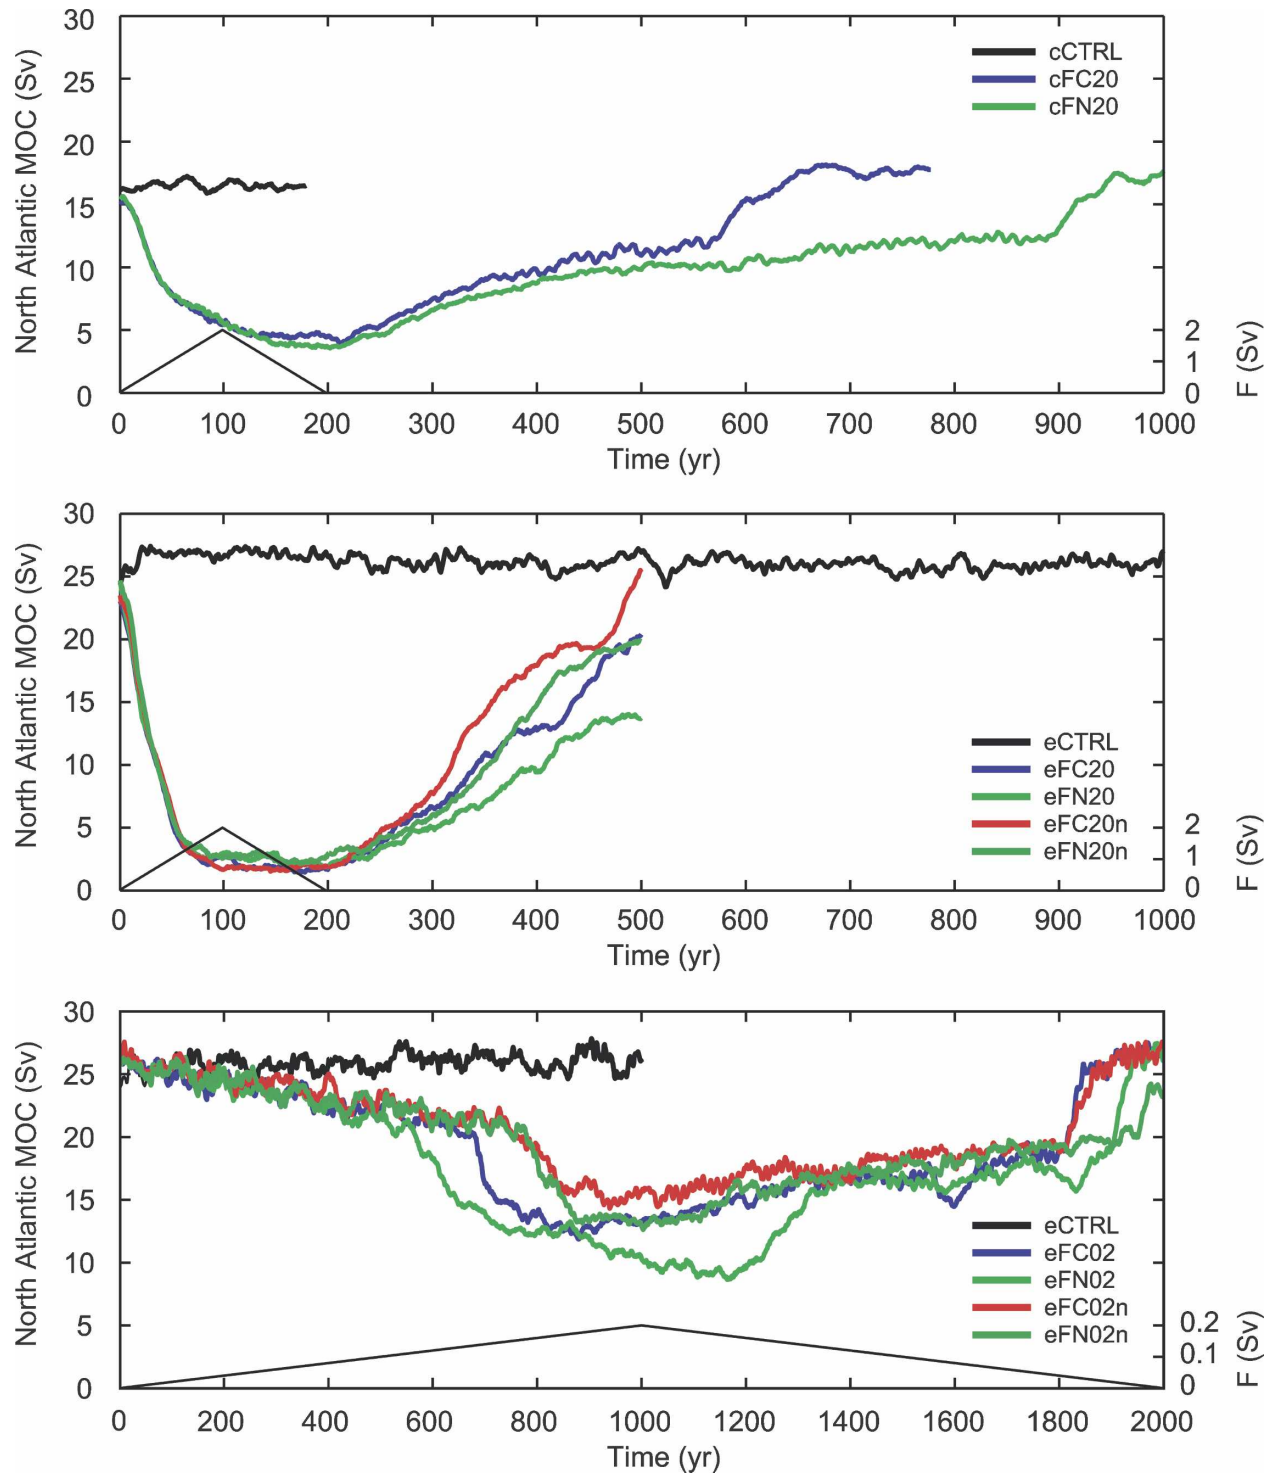 30
25
20
15
10
5
0
North Atlantic MOC (Sv)
cCTRL
cFC20
cFN20
2
1
0
F (Sv)
0 100 200 300 400 500 600 700 800 900 1000
Time (yr)
30
25
20
15
10
5
0
North Atlantic MOC (Sv)
eCTRL
eFC20
eFN20
eFC20n
eFN20n
2
1
0
F (Sv)
0 100 200 300 400 500 600 700 800 900 1000
Time (yr)
30
25
20
15
10
5
0
North Atlantic MOC (Sv)
eCTRL
eFC02
eFN02
eFC02n
eFN02n
0.2
0.1
0
F (Sv)
0 200 400 600 800 1000 1200 1400 1600 1800 2000
Time (yr)